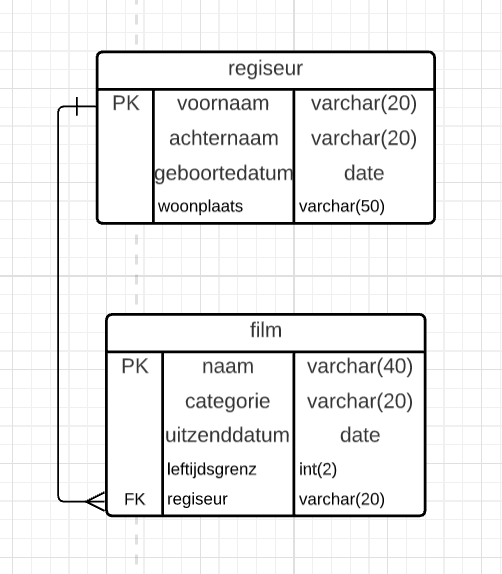 regiseur
PK voornaam varchar(20)
achternaam varchar(20)
geboortedatum date
woonplaats varchar(50)
film
PK naam varchar(40)
categorie varchar(20)
uitzenddatum date
leftijdsgrenz int(2)
FK regiseur varchar(20)